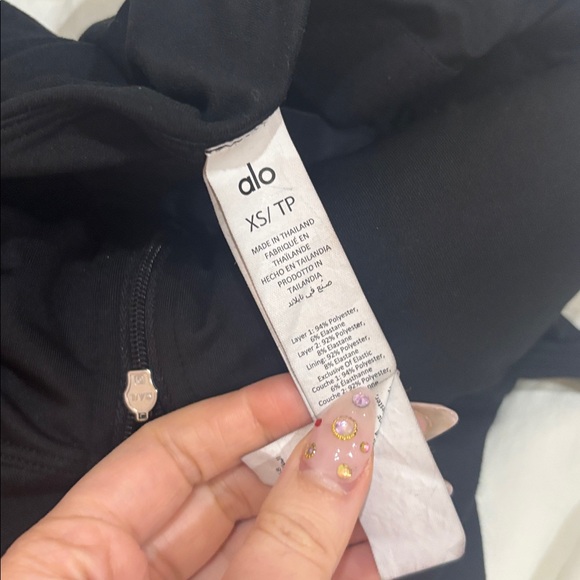 alo
XS/ TP
MADE IN THAILAND
FABRIQUÉ EN
THAÏLANDE
HECHO EN TAILANDIA
PRODOTTO IN
TAILANDIA
صنع في تايلاند
Layer 1: 94% Polyester,
6% Elastane
Layer 2: 92% Polyester,
8% Elastane
Lining: 92% Polyester,
8% Elastane
Exclusive Of Elastic
Couche 1: 94% Polyester,
6% Élasthanne
Couche 2: 92% Polyester,